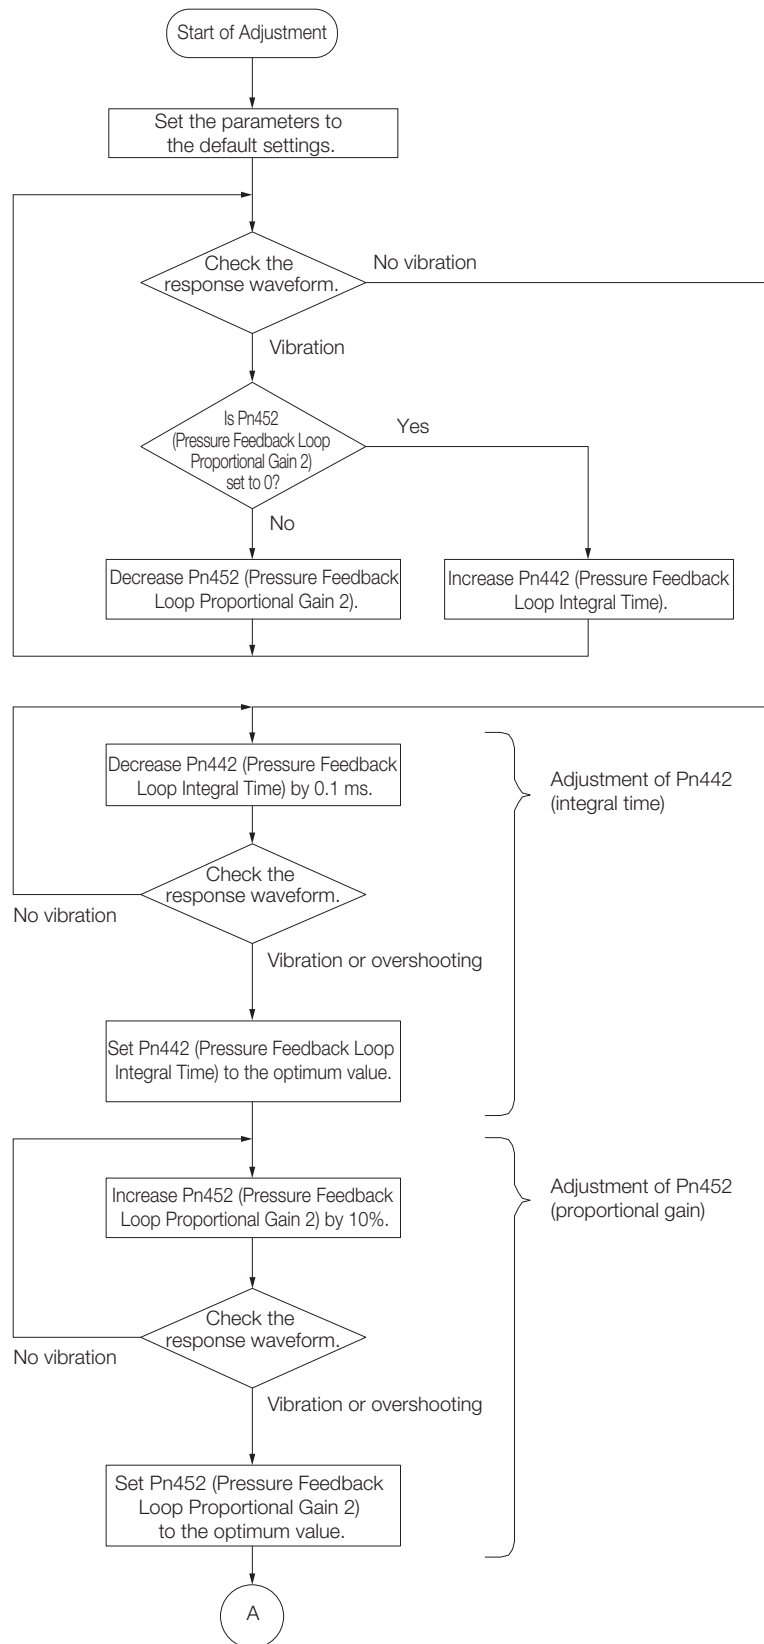 Start of Adjustment
Set the parameters to
the default settings.
Check the
response waveform.
No vibration
Vibration
Is Pn452
(Pressure Feedback Loop
Proportional Gain 2)
set to 0?
Yes
No
Decrease Pn452 (Pressure Feedback
Loop Proportional Gain 2).
Increase Pn442 (Pressure Feedback
Loop Integral Time).
Decrease Pn442 (Pressure Feedback
Loop Integral Time) by 0.1 ms.
Adjustment of Pn442
(integral time)
Check the
response waveform.
No vibration
Vibration or overshooting
Set Pn442 (Pressure Feedback Loop
Integral Time) to the optimum value.
Increase Pn452 (Pressure Feedback
Loop Proportional Gain 2) by 10%.
Adjustment of Pn452
(proportional gain)
Check the
response waveform.
No vibration
Vibration or overshooting
Set Pn452 (Pressure Feedback
Loop Proportional Gain 2)
to the optimum value.
A